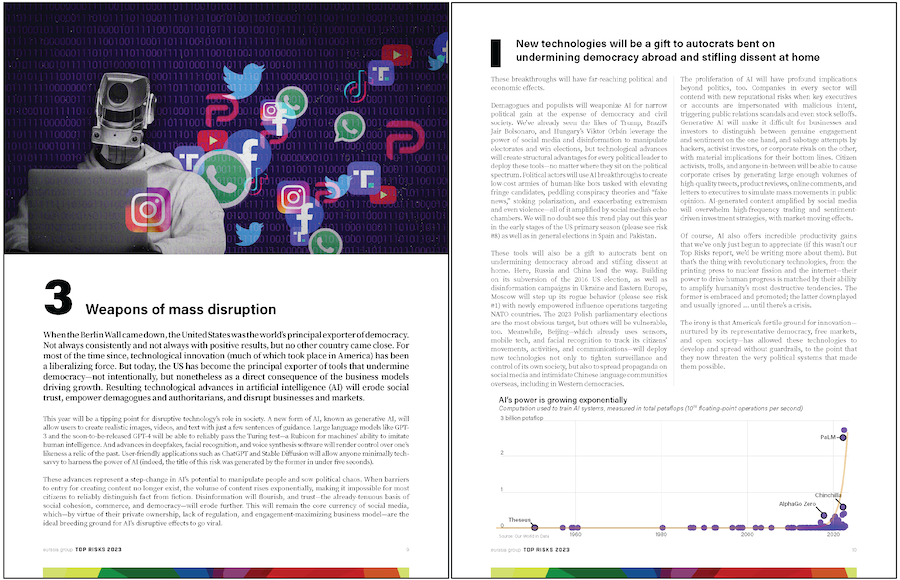 3 Weapons of mass disruption
When the Berlin Wall came down, the United States was the world's principal exporter of democracy.
Not always consistently and not always with positive results, but no other country came close. For
most of the time since, technological innovation (much of which took place in America) has been
a liberalizing force. But today, the US has become the principal exporter of tools that undermine
democracy—not intentionally, but nonetheless as a direct consequence of the business models
driving growth. Resulting technological advances in artificial intelligence (AI) will erode social
trust, empower demagogues and authoritarians, and disrupt businesses and markets.
This year will be a tipping point for disruptive technology's role in society. A new form of AI, known as generative AI, will
allow users to create realistic images, videos, and text with just a few sentences of guidance. Large language models like GPT-
3 and the soon-to-be-released GPT-4 will be able to reliably pass the Turing test—a Rubicon for machines' ability to imitate
human intelligence. And advances in deepfakes, facial recognition, and voice synthesis software will render control over one's
likeness a relic of the past. User-friendly applications such as ChatGPT and Stable Diffusion will allow anyone minimally tech-
savvy to harness the power of AI (indeed, the title of this risk was generated by the former in under five seconds).
These advances represent a step-change in AI's potential to manipulate people and sow political chaos. When barriers
to entry for creating content no longer exist, the volume of content rises exponentially, making it impossible for most
citizens to reliably distinguish fact from fiction. Disinformation will flourish, and trust—the already tenuous basis of
social cohesion, commerce, and democracy—will erode further. This will remain the core currency of social media,
which—by virtue of their private ownership, lack of regulation, and engagement-maximizing business model—are the
ideal breeding ground for AI's disruptive effects to go viral.
eurasia group TOP RISKS 2023
9
New technologies will be a gift to autocrats bent on
undermining democracy abroad and stifling dissent at home
These breakthroughs will have far-reaching political and
economic effects.
Demagogues and populists will weaponize AI for narrow
political gain at the expense of democracy and civil
society. We've already seen the likes of Trump, Brazil's
Jair Bolsonaro, and Hungary's Viktor Orbán leverage the
power of social media and disinformation to manipulate
electorates and win elections, but technological advances
will create structural advantages for every political leader to
deploy these tools—no matter where they sit on the political
spectrum. Political actors will use AI breakthroughs to create
low-cost armies of human-like bots tasked with elevating
fringe candidates, peddling conspiracy theories and "fake
news," stoking polarization, and exacerbating extremism
and even violence—all of it amplified by social media's echo
chambers. We will no doubt see this trend play out this year
in the early stages of the US primary season (please see risk
#8) as well as in general elections in Spain and Pakistan.
These tools will also be a gift to autocrats bent on
undermining democracy abroad and stifling dissent at
home. Here, Russia and China lead the way. Building
on its subversion of the 2016 US election, as well as
disinformation campaigns in Ukraine and Eastern Europe,
Moscow will step up its rogue behavior (please see risk
#1) with newly empowered influence operations targeting
NATO countries. The 2023 Polish parliamentary elections
are the most obvious target, but others will be vulnerable,
too. Meanwhile, Beijing—which already uses sensors,
mobile tech, and facial recognition to track its citizens'
movements, activities, and communications—will deploy
new technologies not only to tighten surveillance and
control of its own society, but also to spread propaganda on
social media and intimidate Chinese language communities
overseas, including in Western democracies.
The proliferation of AI will have profound implications
beyond politics, too. Companies in every sector will
contend with new reputational risks when key executives
or accounts are impersonated with malicious intent,
triggering public relations scandals and even stock selloffs.
Generative AI will make it difficult for businesses and
investors to distinguish between genuine engagement
and sentiment on the one hand, and sabotage attempts by
hackers, activist investors, or corporate rivals on the other,
with material implications for their bottom lines. Citizen
activists, trolls, and anyone in-between will be able to cause
corporate crises by generating large enough volumes of
high-quality tweets, product reviews, online comments, and
letters to executives to simulate mass movements in public
opinion. AI-generated content amplified by social media
will overwhelm high-frequency trading and sentiment-
driven investment strategies, with market-moving effects.
Of course, AI also offers incredible productivity gains
that we've only just begun to appreciate (if this wasn't our
Top Risks report, we'd be writing more about them). But
that's the thing with revolutionary technologies, from the
printing press to nuclear fission and the internet—their
power to drive human progress is matched by their ability
to amplify humanity's most destructive tendencies. The
former is embraced and promoted; the latter downplayed
and usually ignored ... until there's a crisis.
The irony is that America's fertile ground for innovation—
nurtured by its representative democracy, free markets,
and open society—has allowed these technologies to
develop and spread without guardrails, to the point that
they now threaten the very political systems that made
them possible.
AI's power is growing exponentially
Computation used to train AI systems, measured in total petaflops (10¹⁵ floating-point operations per second)
3 billion petaflop
PaLM
2
1
Chinchilla
AlphaGo Zero
Theseus
0
1960
1980
2000
2020
Source: Our World in Data
eurasia group TOP RISKS 2023
10